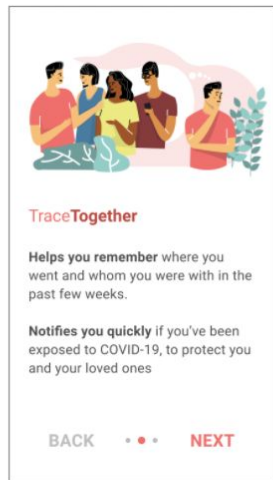 TraceTogether
Helps you remember where you
went and whom you were with in the
past few weeks.
Notifies you quickly if you've been
exposed to COVID-19, to protect you
and your loved ones
BACK NEXT